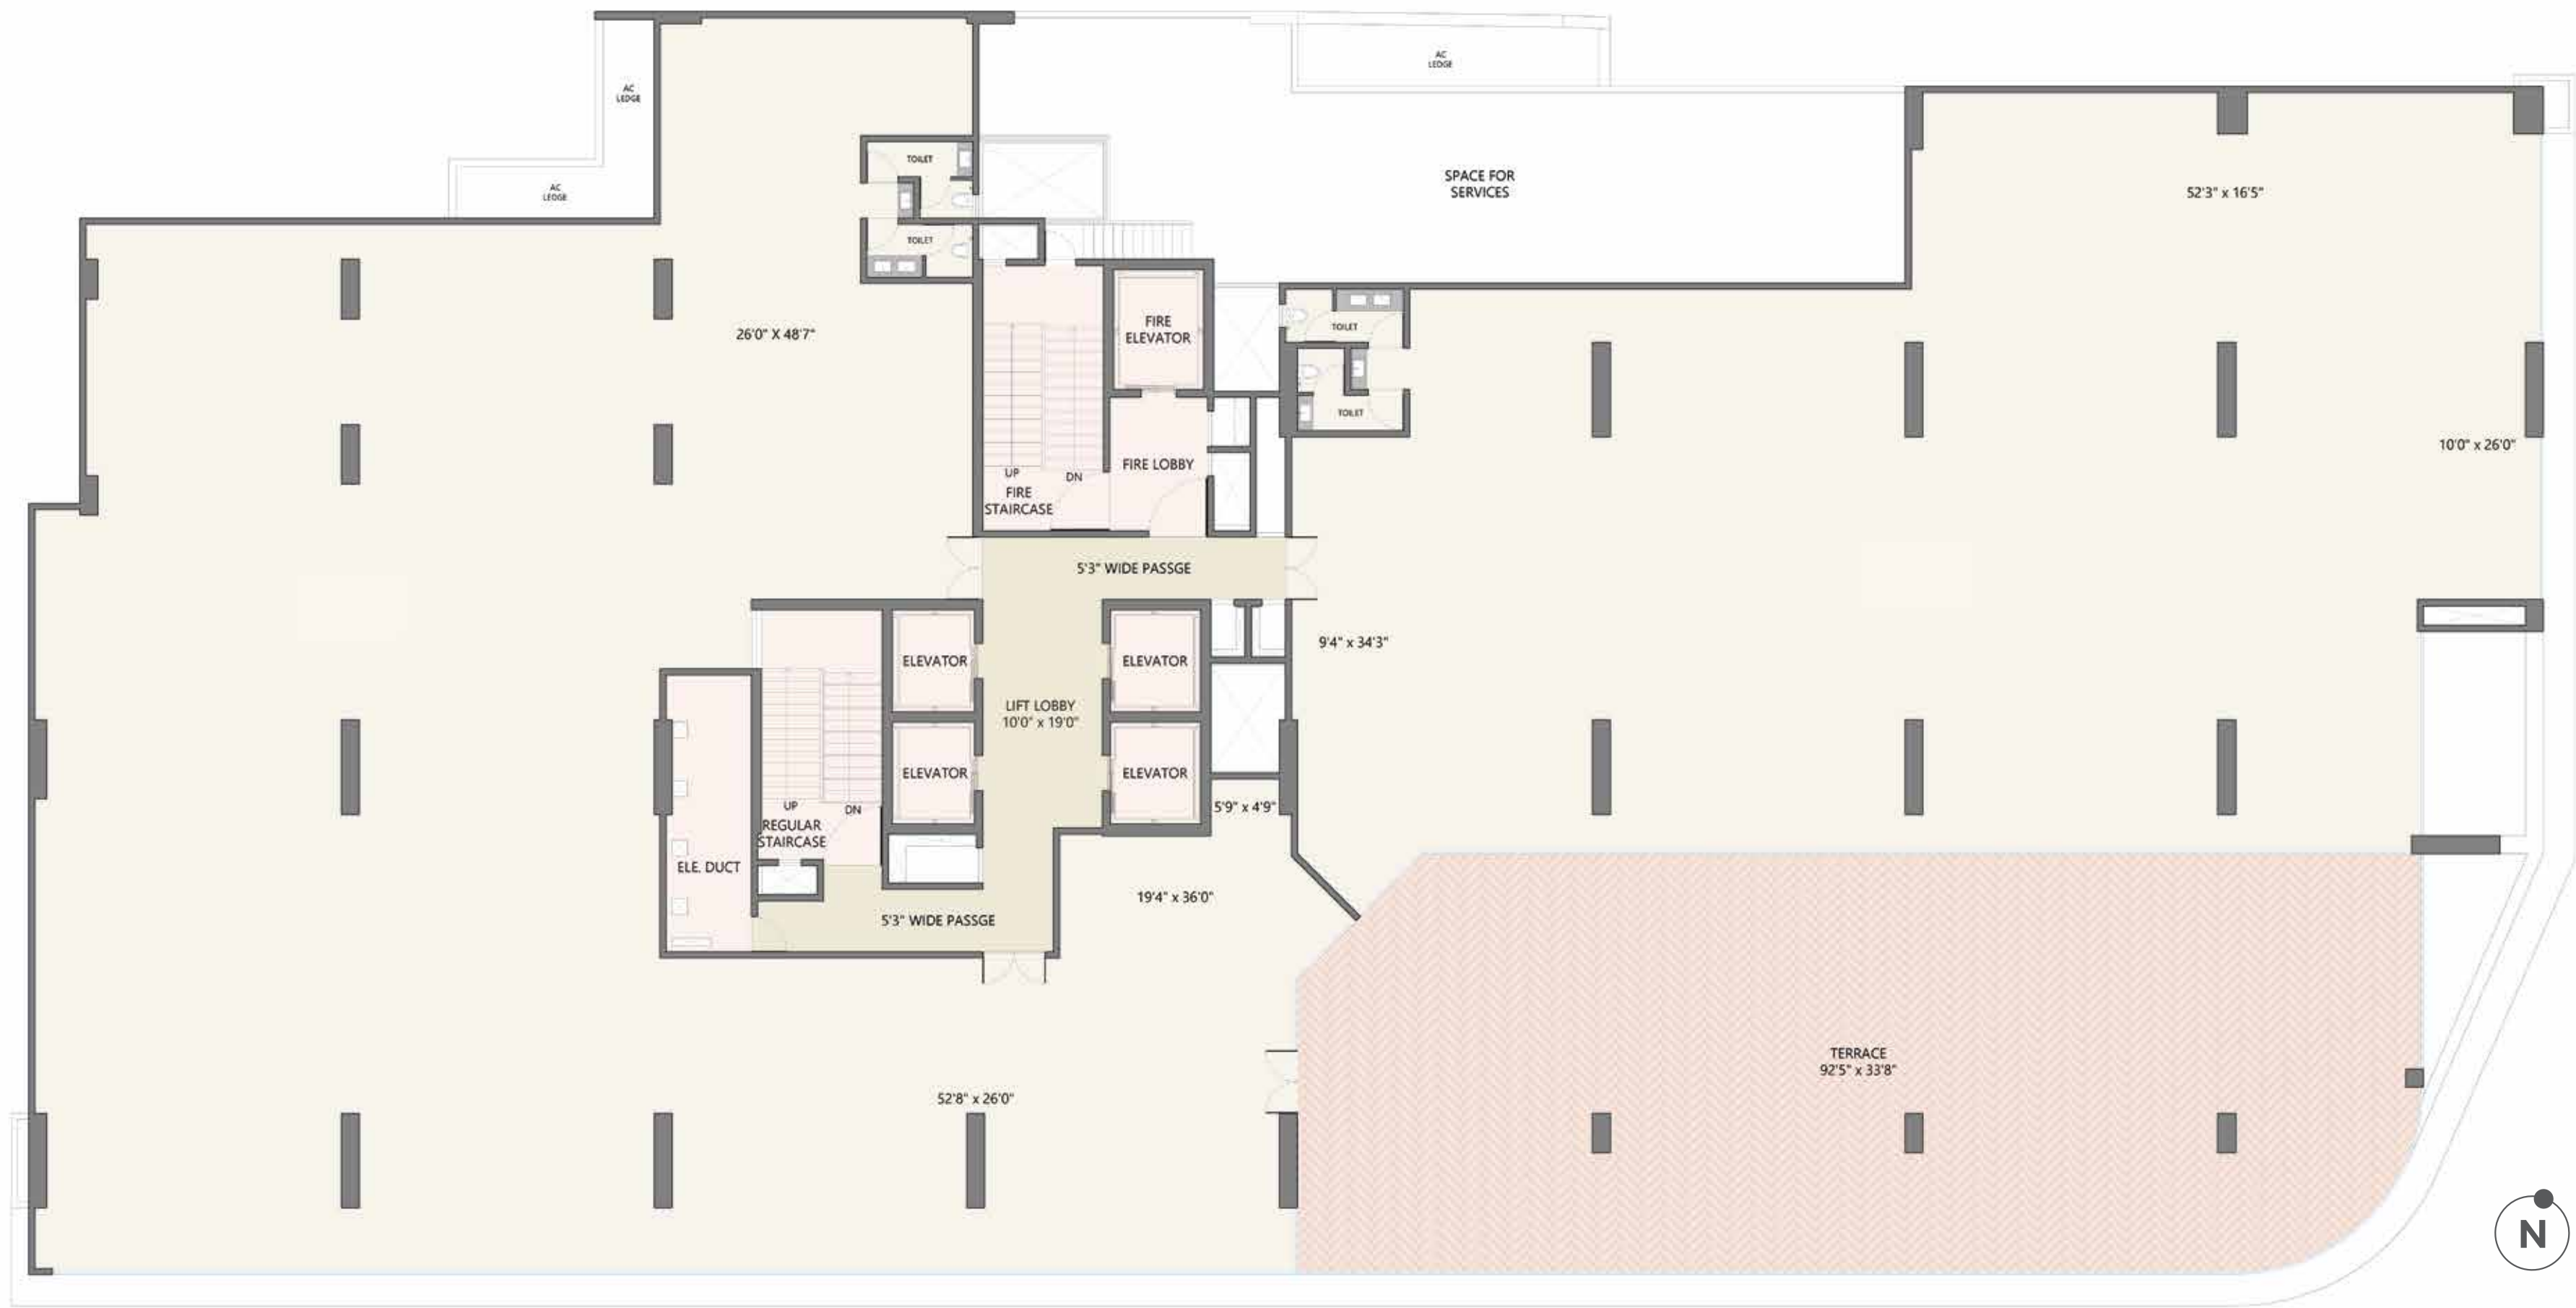 AC
LEDGE
AC
LEDGE
AC
LEDGE
TOILET
TOILET
SPACE FOR
SERVICES
52'3" x 16'5"
26'0" X 48'7"
FIRE
ELEVATOR
TOILET
TOILET
10'0" x 26'0"
FIRE LOBBY
UP
DN
FIRE
STAIRCASE
5'3" WIDE PASSGE
9'4" x 34'3"
ELEVATOR
ELEVATOR
LIFT LOBBY
10'0" x 19'0"
ELEVATOR
ELEVATOR
5'9" x 4'9"
UP
DN
REGULAR
STAIRCASE
ELE. DUCT
19'4" x 36'0"
5'3" WIDE PASSGE
TERRACE
92'5" x 33'8"
52'8" x 26'0"
N